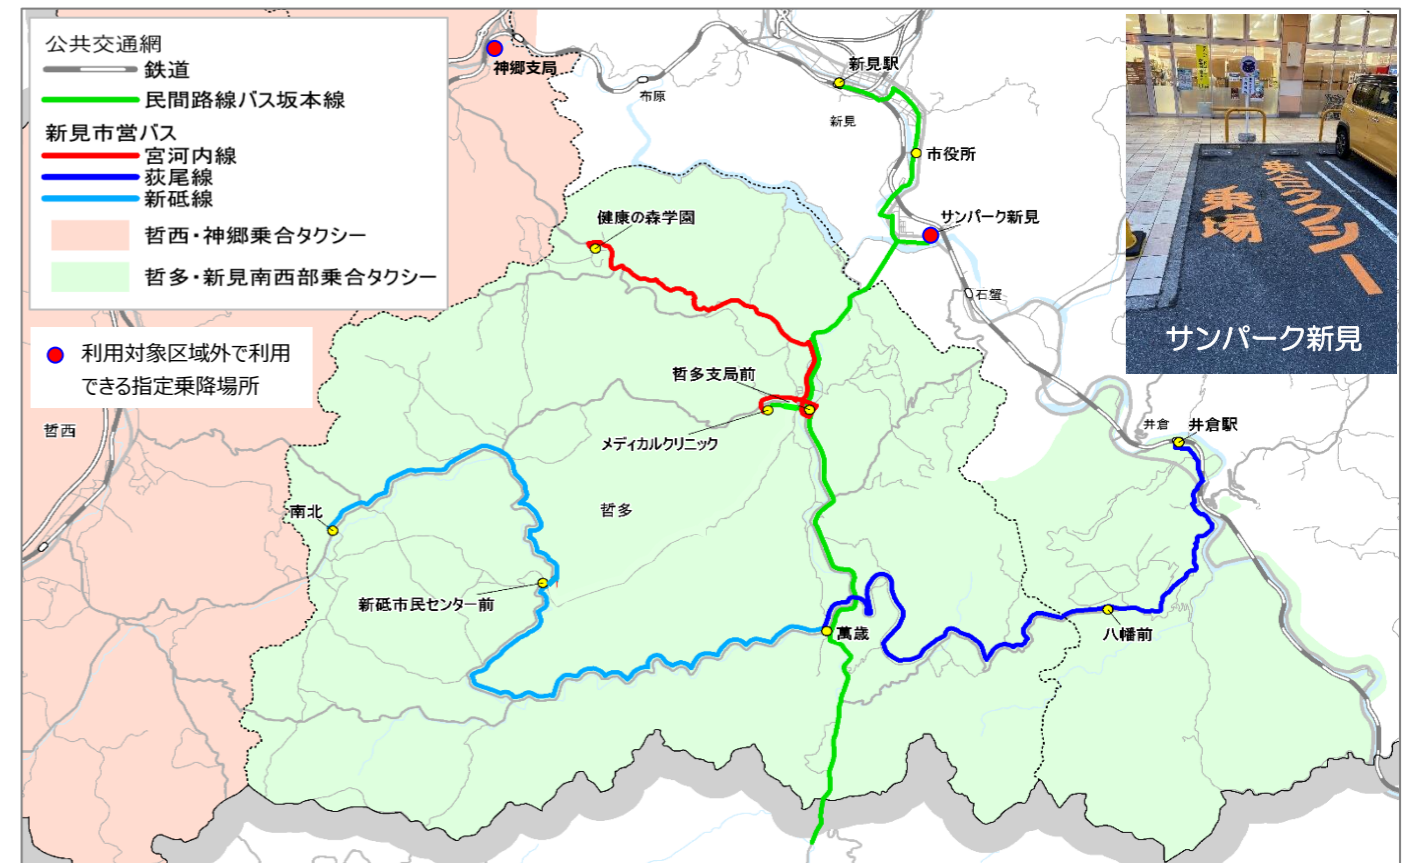 公共交通網
鉄道
民間路線バス坂本線
新見市営バス
宮河内線
荻尾線
新砥線
哲西・神郷乗合タクシー
哲多・新見南西部乗合タクシー
利用対象区域外で利用
できる指定乗降場所
神郷支局
布原
新見駅
新見
市役所
サンパーク新見
石蟹
健康の森学園
哲多支局前
メディカルクリニック
哲西
哲多
南北
新砥市民センター前
萬歳
八幡前
井倉
井倉駅
乗合タクシー
乗場
サンパーク新見